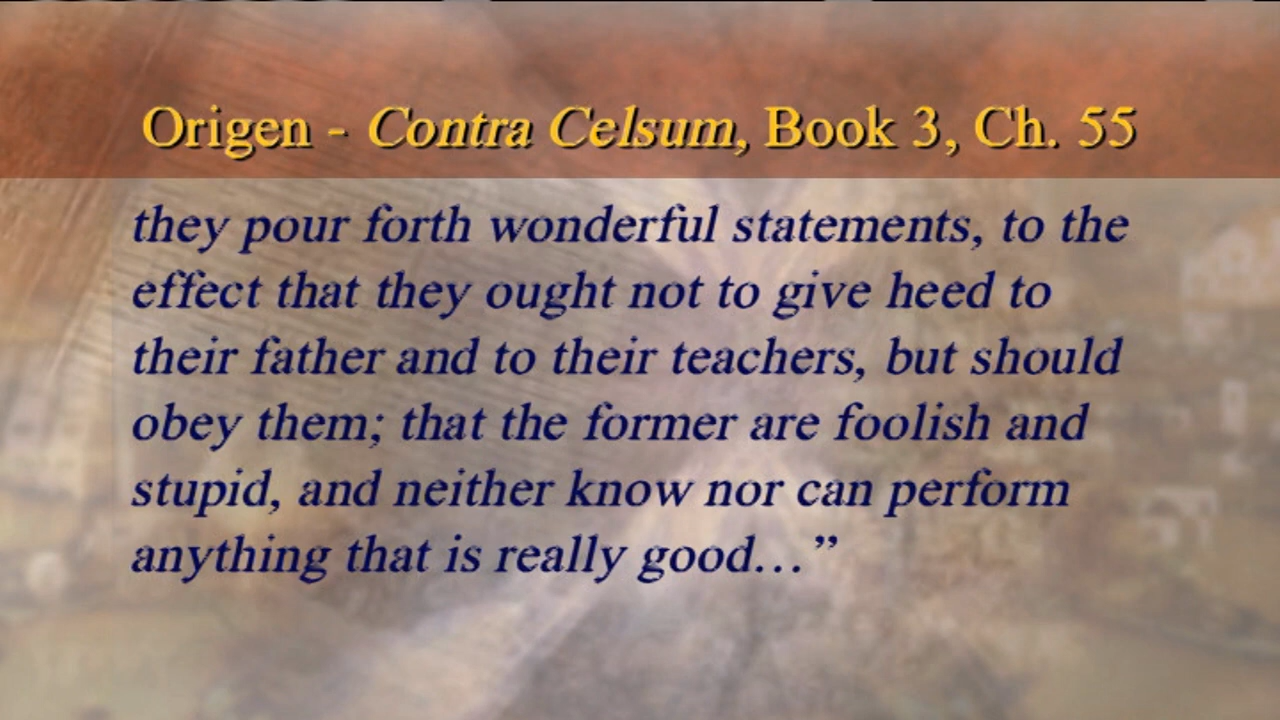 Origen - Contra Celsum, Book 3, Ch. 55
they pour forth wonderful statements, to the
effect that they ought not to give heed to
their father and to their teachers, but should
obey them; that the former are foolish and
stupid, and neither know nor can perform
anything that is really good…”